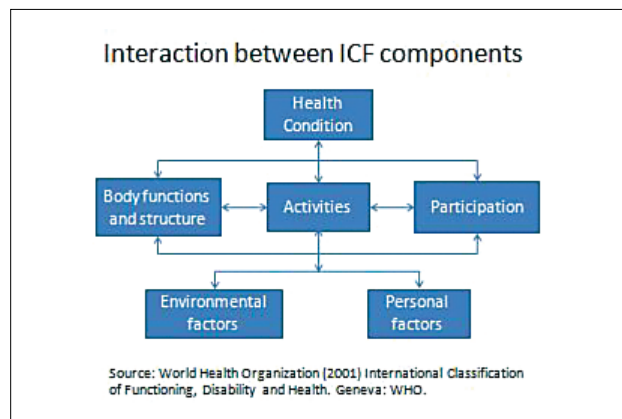 Interaction between ICF components
Health
Condition
Body functions
and structure
Activities
Participation
Environmental
factors
Personal
factors
Source: World Health Organization (2001) International Classification
of Functioning, Disability and Health. Geneva: WHO.